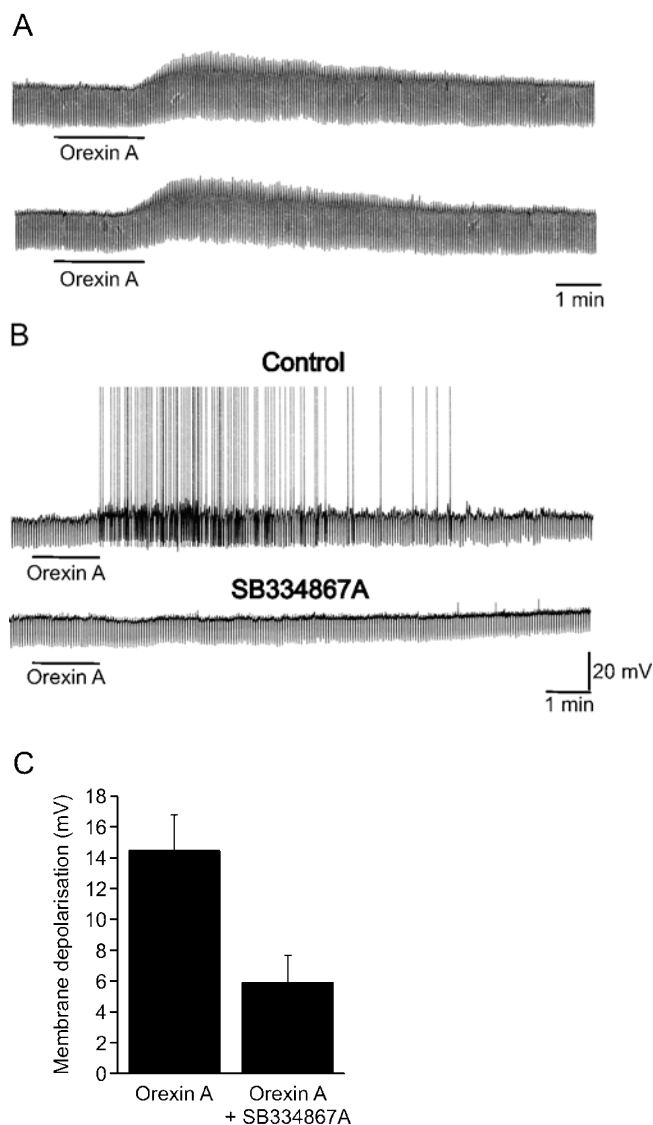 A
Orexin A
Orexin A
1 min
B
Control
Orexin A
SB334867A
Orexin A
20 mV
1 min
C
Membrane depolarisation (mV)
18
16
14
12
10
8
6
4
2
0
Orexin A
Orexin A
+ SB334867A